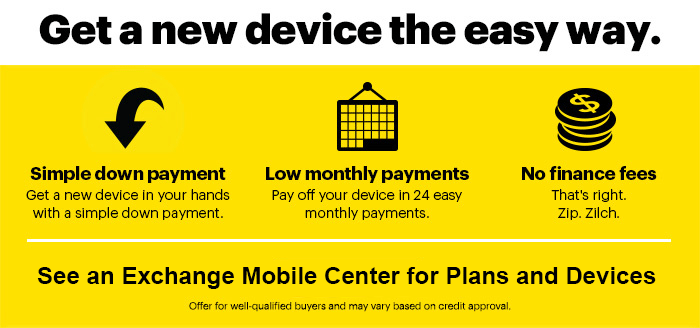 Get a new device the easy way.
$
Simple down payment
Get a new device in your hands
with a simple down payment.
Low monthly payments
Pay off your device in 24 easy
monthly payments.
No finance fees
That's right.
Zip. Zilch.
See an Exchange Mobile Center for Plans and Devices
Offer for well-qualified buyers and may vary based on credit approval.